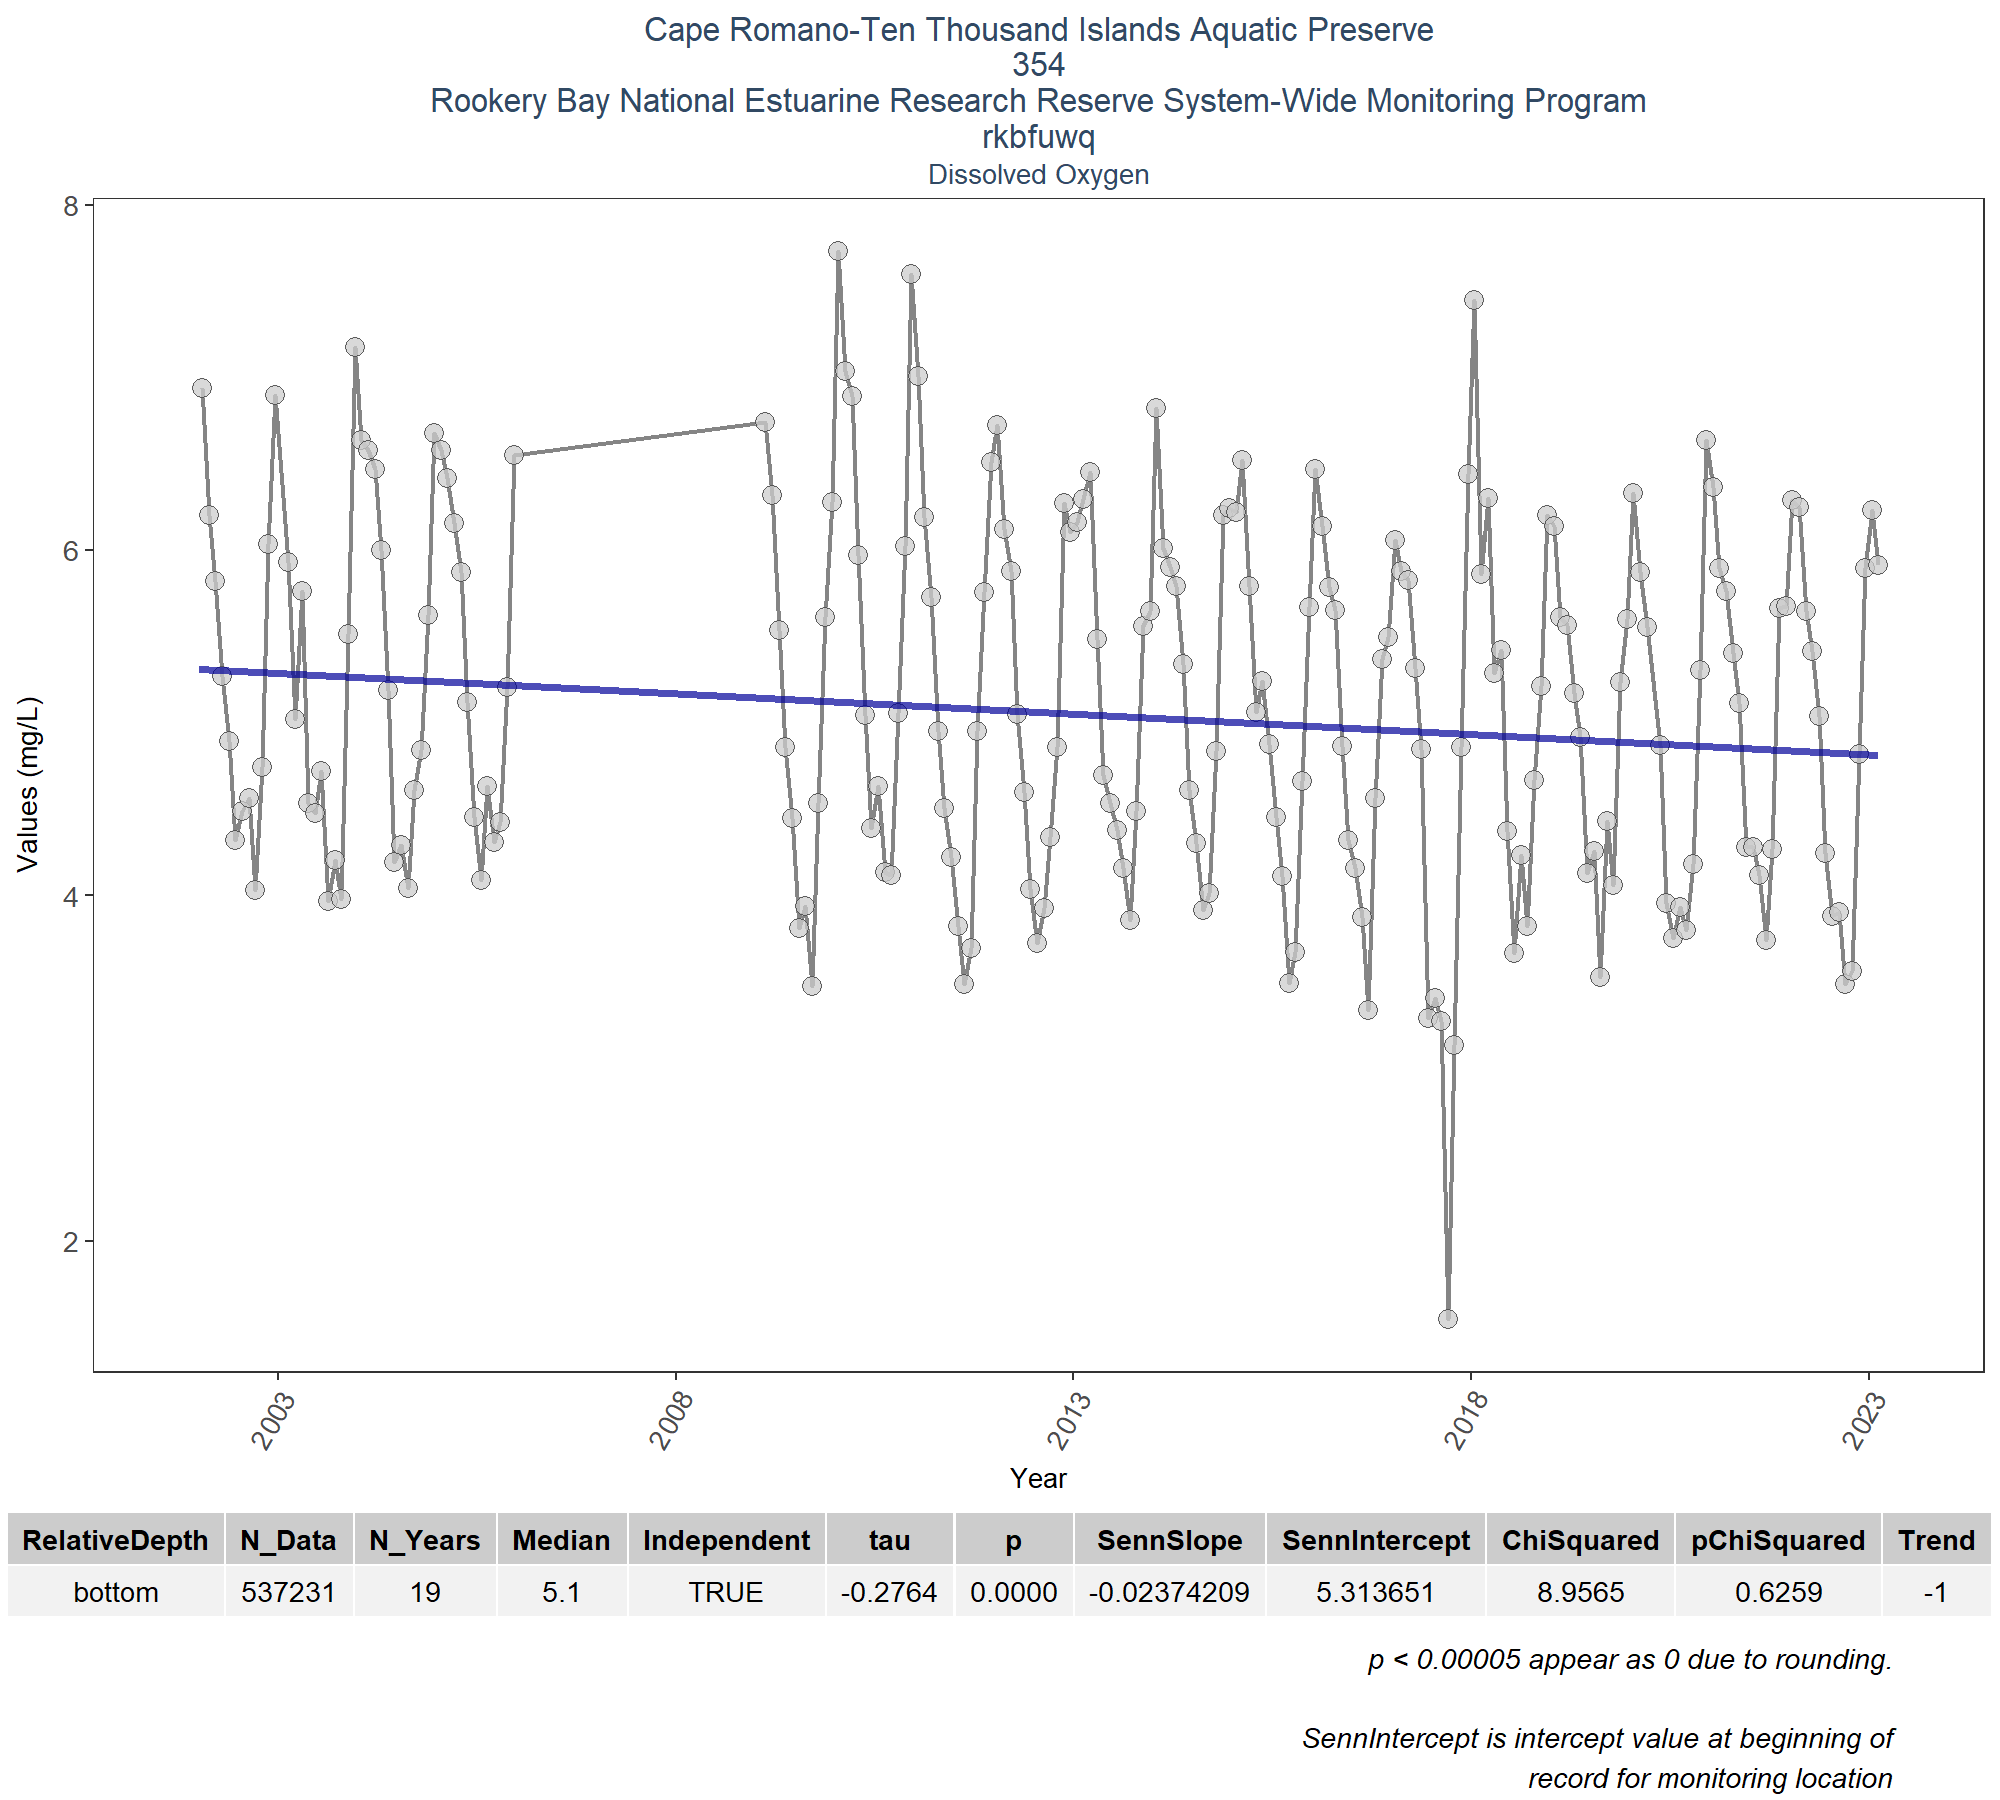 Cape Romano-Ten Thousand Islands Aquatic Preserve
354
Rookery Bay National Estuarine Research Reserve System-Wide Monitoring Program
rkbfuwq
Dissolved Oxygen
8
6
4
2
Values (mg/L)
2003 2008 2013 2018 2023
Year
RelativeDepth N_Data N_Years Median Independent tau p SennSlope SennIntercept ChiSquared pChiSquared Trend
bottom 537231 19 5.1 TRUE -0.2764 0.0000 -0.02374209 5.313651 8.9565 0.6259 -1
p < 0.00005 appear as 0 due to rounding.
SennIntercept is intercept value at beginning of
record for monitoring location